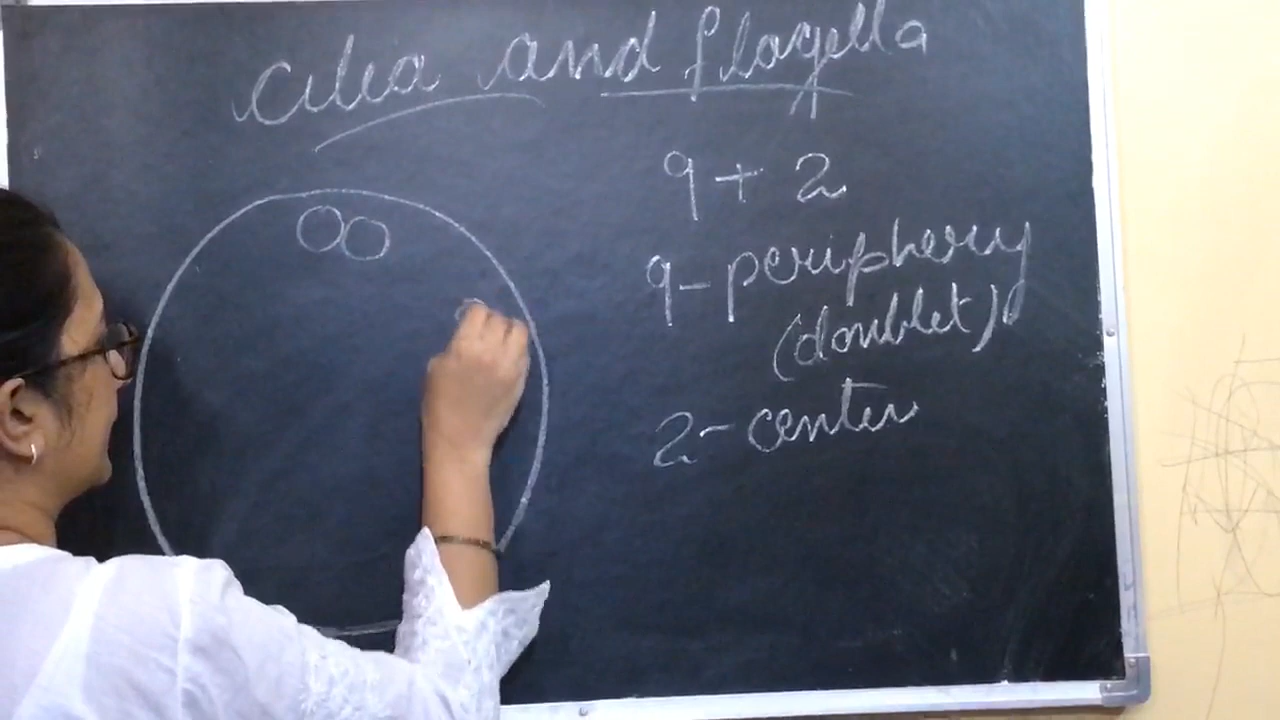 Cilia and flagella
9 + 2
9-periphery
(doublet)
2-center